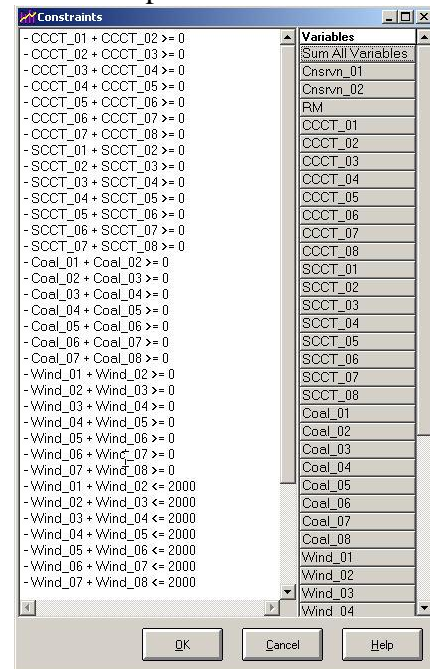 Constraints
- CCCT_01 + CCCT_02 >= 0
- CCCT_02 + CCCT_03 >= 0
- CCCT_03 + CCCT_04 >= 0
- CCCT_04 + CCCT_05 >= 0
- CCCT_05 + CCCT_06 >= 0
- CCCT_06 + CCCT_07 >= 0
- CCCT_07 + CCCT_08 >= 0
- SCCT_01 + SCCT_02 >= 0
- SCCT_02 + SCCT_03 >= 0
- SCCT_03 + SCCT_04 >= 0
- SCCT_04 + SCCT_05 >= 0
- SCCT_05 + SCCT_06 >= 0
- SCCT_06 + SCCT_07 >= 0
- SCCT_07 + SCCT_08 >= 0
- Coal_01 + Coal_02 >= 0
- Coal_02 + Coal_03 >= 0
- Coal_03 + Coal_04 >= 0
- Coal_04 + Coal_05 >= 0
- Coal_05 + Coal_06 >= 0
- Coal_06 + Coal_07 >= 0
- Coal_07 + Coal_08 >= 0
- Wind_01 + Wind_02 >= 0
- Wind_02 + Wind_03 >= 0
- Wind_03 + Wind_04 >= 0
- Wind_04 + Wind_05 >= 0
- Wind_05 + Wind_06 >= 0
- Wind_06 + Wind_07 >= 0
- Wind_07 + Wind_08 >= 0
- Wind_01 + Wind_02 <= 2000
- Wind_02 + Wind_03 <= 2000
- Wind_03 + Wind_04 <= 2000
- Wind_04 + Wind_05 <= 2000
- Wind_05 + Wind_06 <= 2000
- Wind_06 + Wind_07 <= 2000
- Wind_07 + Wind_08 <= 2000
Variables
Sum All Variables
Cnsrvn_01
Cnsrvn_02
RM
CCCT_01
CCCT_02
CCCT_03
CCCT_04
CCCT_05
CCCT_06
CCCT_07
CCCT_08
SCCT_01
SCCT_02
SCCT_03
SCCT_04
SCCT_05
SCCT_06
SCCT_07
SCCT_08
Coal_01
Coal_02
Coal_03
Coal_04
Coal_05
Coal_06
Coal_07
Coal_08
Wind_01
Wind_02
Wind_03
Wind_04
OK
Cancel
Help